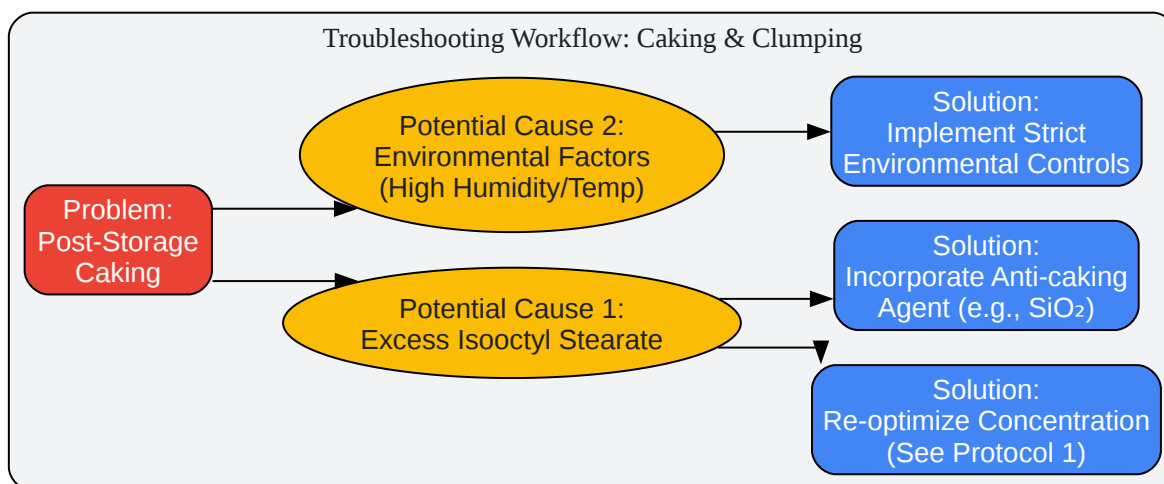 Troubleshooting Workflow: Caking & Clumping
Problem:
Post-Storage
Caking
Potential Cause 2:
Environmental Factors
(High Humidity/Temp)
Potential Cause 1:
Excess Isooctyl Stearate
Solution:
Implement Strict
Environmental Controls
Solution:
Incorporate Anti-caking
Agent (e.g., SiO₂)
Solution:
Re-optimize Concentration
(See Protocol 1)